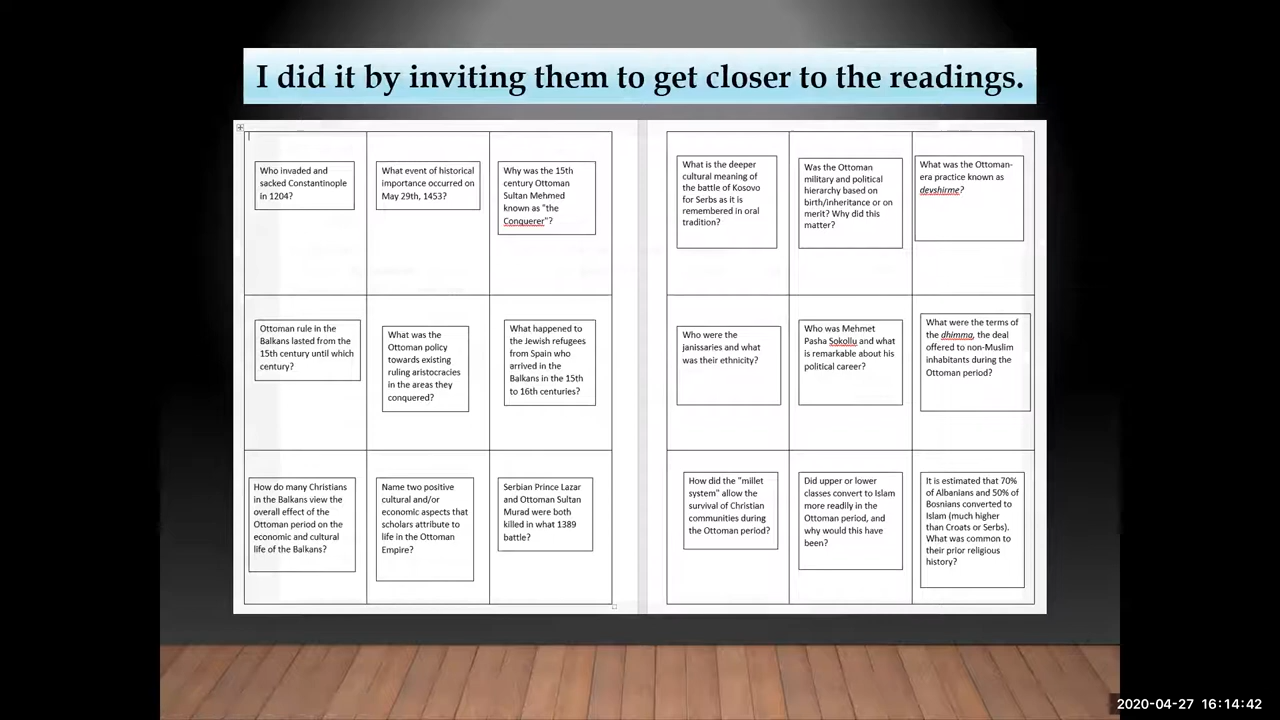 I did it by inviting them to get closer to the readings.
Who invaded and
sacked Constantinople
in 1204?
What event of historical
importance occurred on
May 29th, 1453?
Why was the 15th
century Ottoman
Sultan Mehmed
known as "the
Conquerer"?
Ottoman rule in the
Balkans lasted from the
15th century until which
century?
What was the
Ottoman policy
towards existing
ruling aristocracies
in the areas they
conquered?
What happened to
the Jewish refugees
from Spain who
arrived in the
Balkans in the 15th
to 16th centuries?
How do many Christians
in the Balkans view the
overall effect of the
Ottoman period on the
economic and cultural
life of the Balkans?
Name two positive
cultural and/or
economic aspects that
scholars attribute to
life in the Ottoman
Empire?
Serbian Prince Lazar
and Ottoman Sultan
Murad were both
killed in what 1389
battle?
What is the deeper
cultural meaning of
the battle of Kosovo
for Serbs as it is
remembered in oral
tradition?
Was the Ottoman
military and political
hierarchy based on
birth/inheritance or on
merit? Why did this
matter?
What was the Ottoman-
era practice known as
devshirme?
Who were the
janissaries and what
was their ethnicity?
Who was Mehmet
Pasha Sokollu and what
is remarkable about his
political career?
What were the terms of
the dhimma, the deal
offered to non-Muslim
inhabitants during the
Ottoman period?
How did the "millet
system" allow the
survival of Christian
communities during
the Ottoman period?
Did upper or lower
classes convert to Islam
more readily in the
Ottoman period, and
why would this have
been?
It is estimated that 70%
of Albanians and 50% of
Bosnians converted to
Islam (much higher
than Croats or Serbs).
What was common to
their prior religious
history?
2020-04-27 16:14:42